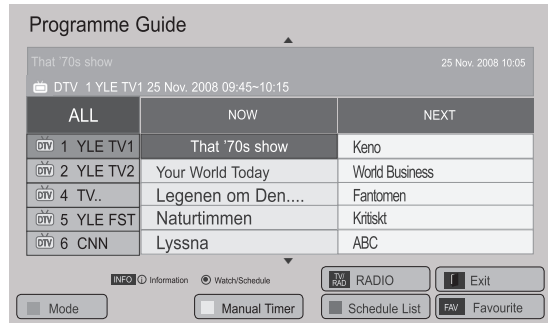 Programme Guide
That '70s show 25 Nov. 2008 10:05
DTV 1 YLE TV1 25 Nov. 2008 09:45~10:15
ALL NOW NEXT
DTV 1 YLE TV1 That '70s show Keno
DTV 2 YLE TV2 Your World Today World Business
DTV 4 TV.. Legenen om Den.... Fantomen
DTV 5 YLE FST Naturtimmen Kritiskt
DTV 6 CNN Lyssna ABC
INFO i Information Watch/Schedule TV/RAD RADIO Exit
Mode Manual Timer Schedule List FAV Favourite